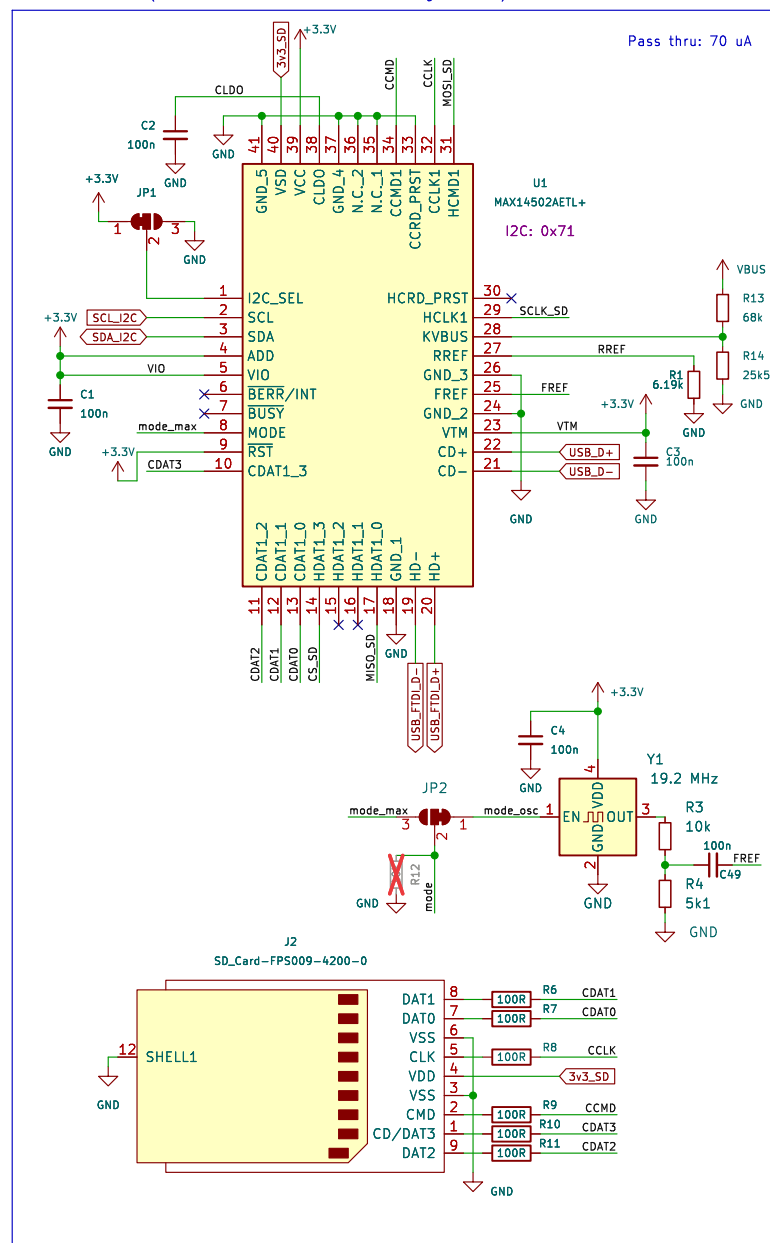 Pass thru: 70 uA
3v3_SD
+3.3V
CCMD
CCLK
MOSI_SD
CLDO
C2
100n
GND
GND
41 40 39 38 37 36 35 34 33 32 31
GND_5 VSD VCC CLDO GND_4 N.C._2 N.C._1 CCMD1 CCRD_PRST CCLK1 HCMD1
U1
MAX14502AETL+
I2C: 0x71
+3.3V
JP1
1 2 3
GND
1 I2C_SEL
SCL_I2C 2 SCL
SDA_I2C 3 SDA
+3.3V
4 ADD
VIO 5 VIO
6 BERR/INT
7 BUSY
mode_max 8 MODE
+3.3V 9 RST
CDAT3 10 CDAT1_3
C1
100n
GND
HCRD_PRST 30
HCLK1 29 SCLK_SD
KVBUS 28
RREF 27 RREF
GND_3 26
FREF 25 FREF
GND_2 24
VTM 23 VTM
CD+ 22 USB_D+
CD- 21 USB_D-
VBUS
R13
68k
R14
25k5
GND
R1
6.19k
GND
+3.3V
C3
100n
GND
GND
CDAT1_2 CDAT1_1 CDAT1_0 HDAT1_3 HDAT1_2 HDAT1_1 HDAT1_0 GND_1 HD- HD+
11 12 13 14 15 16 17 18 19 20
CDAT2 CDAT1 CDAT0 CS_SD MISO_SD
GND
USB_FTDI_D-
USB_FTDI_D+
+3.3V
C4
100n
GND
Y1
19.2 MHz
4
VDD
1 EN OUT 3
GND
2
GND
JP2
mode_max 3 2 1 mode_osc
R12
GND
mode
R3
10k
100n
FREF
C49
R4
5k1
GND
J2
SD_Card-FPS009-4200-0
12 SHELL1
GND
DAT1 8 100R R6 CDAT1
DAT0 7 100R R7 CDAT0
VSS 6
CLK 5 100R R8 CCLK
VDD 4 3v3_SD
VSS 3
CMD 2 100R R9 CCMD
CD/DAT3 1 100R R10 CDAT3
DAT2 9 100R R11 CDAT2
GND